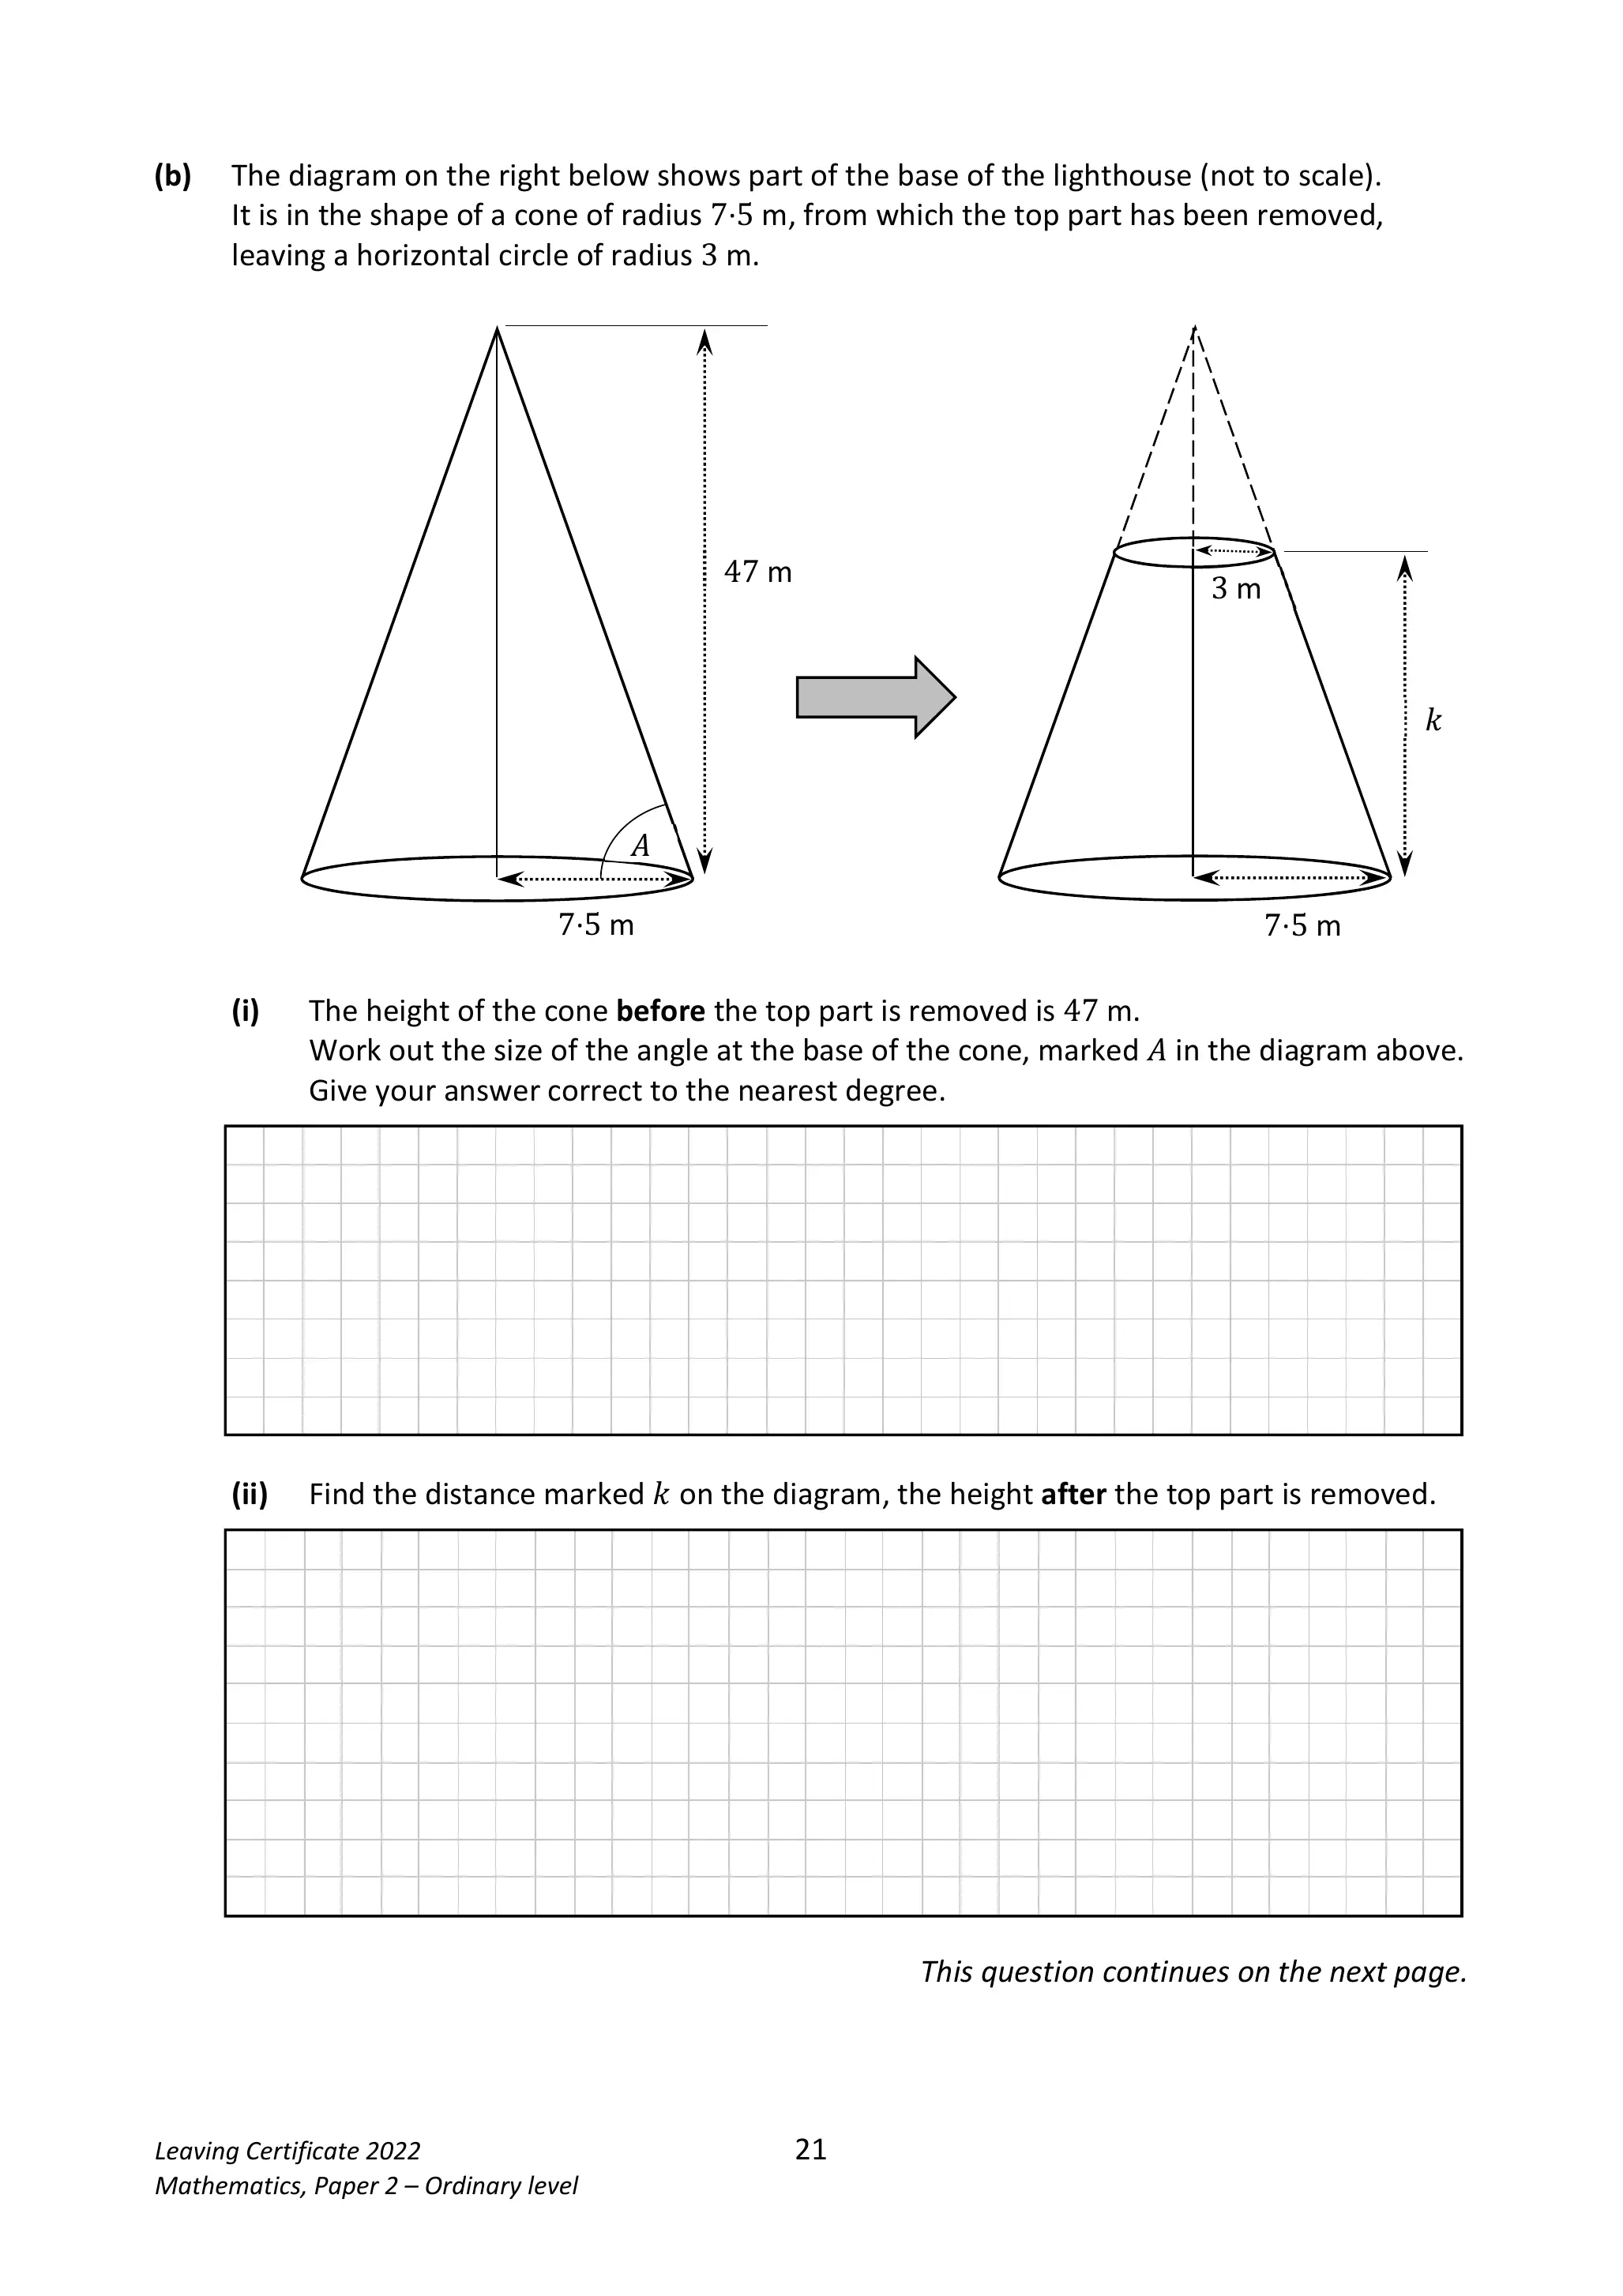 (b) The diagram on the right below shows part of the base of the lighthouse (not to scale).
It is in the shape of a cone of radius 7·5 m, from which the top part has been removed,
leaving a horizontal circle of radius 3 m.
47 m
3 m
k
A
7·5 m
7·5 m
(i) The height of the cone before the top part is removed is 47 m.
Work out the size of the angle at the base of the cone, marked A in the diagram above.
Give your answer correct to the nearest degree.
(ii) Find the distance marked k on the diagram, the height after the top part is removed.
This question continues on the next page.
Leaving Certificate 2022
21
Mathematics, Paper 2 – Ordinary level